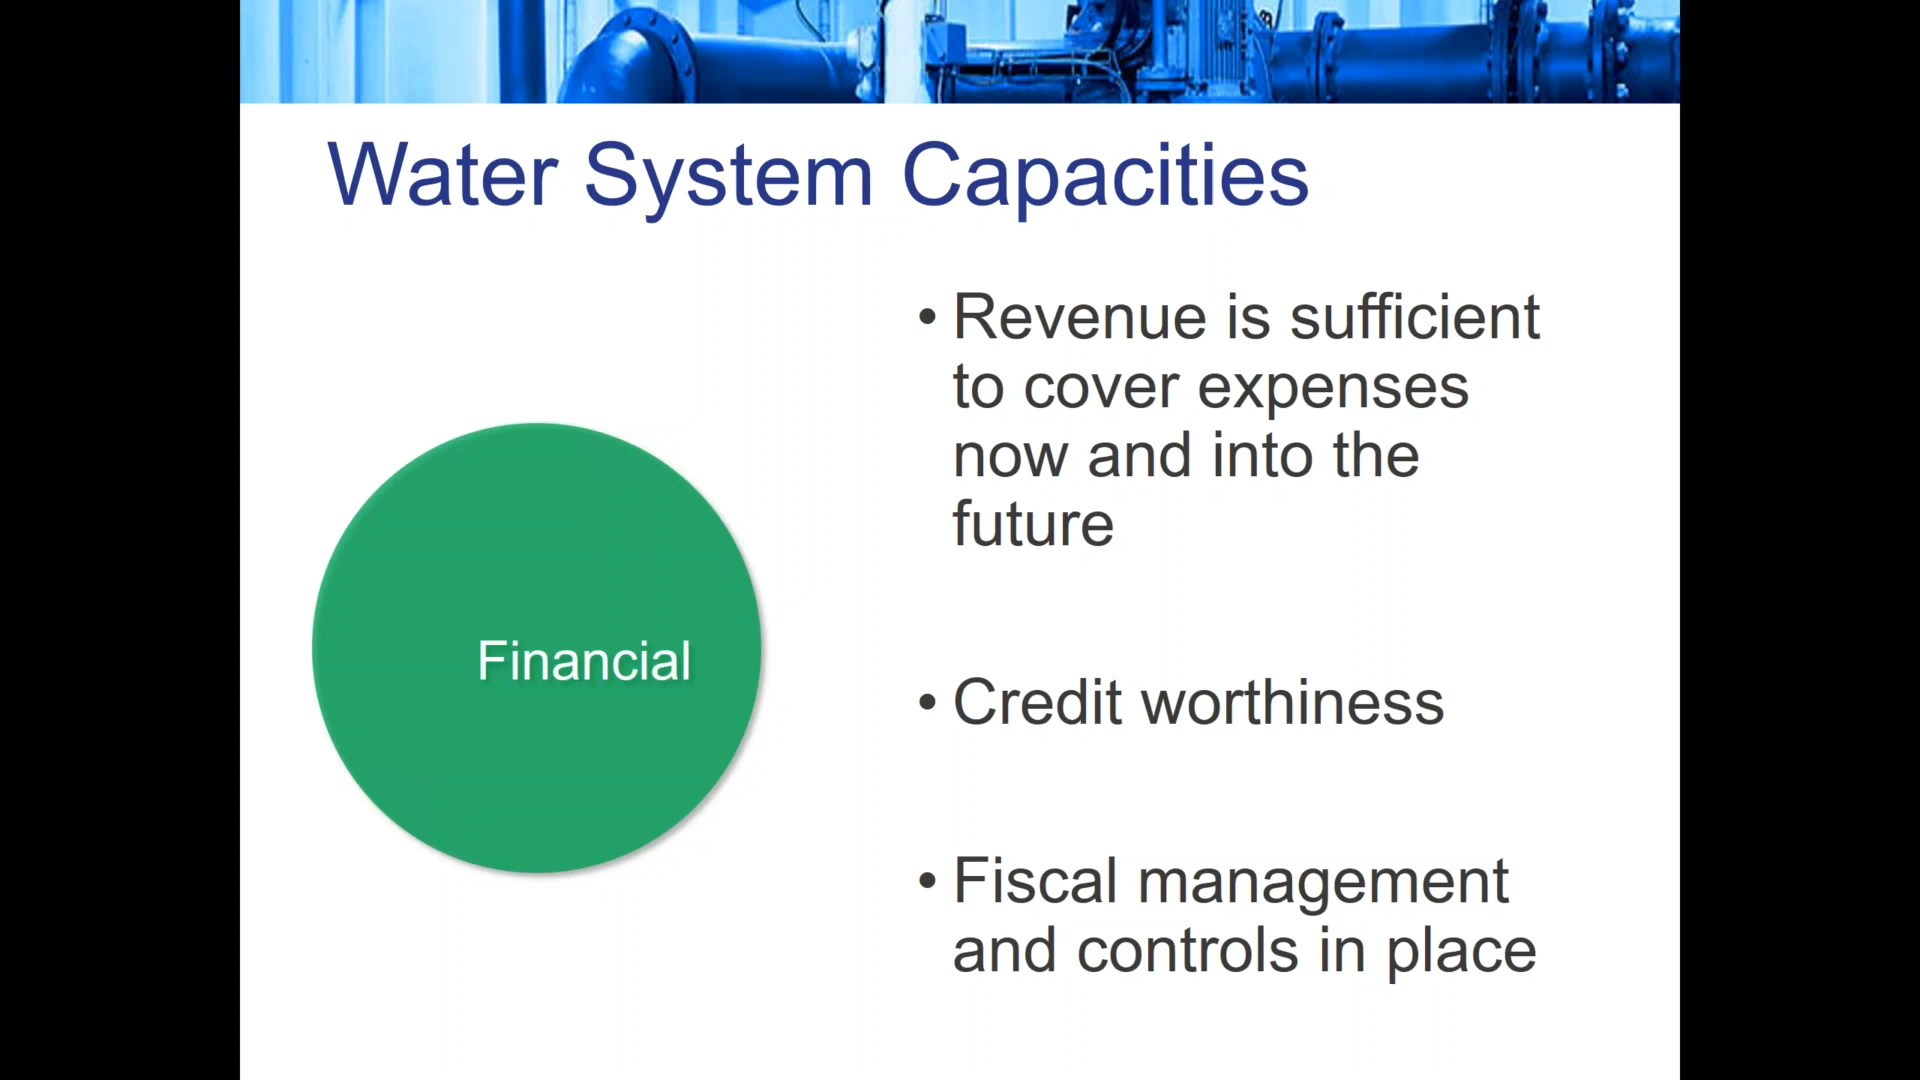 Water System Capacities
• Revenue is sufficient
to cover expenses
now and into the
future
Financial
• Credit worthiness
• Fiscal management
and controls in place